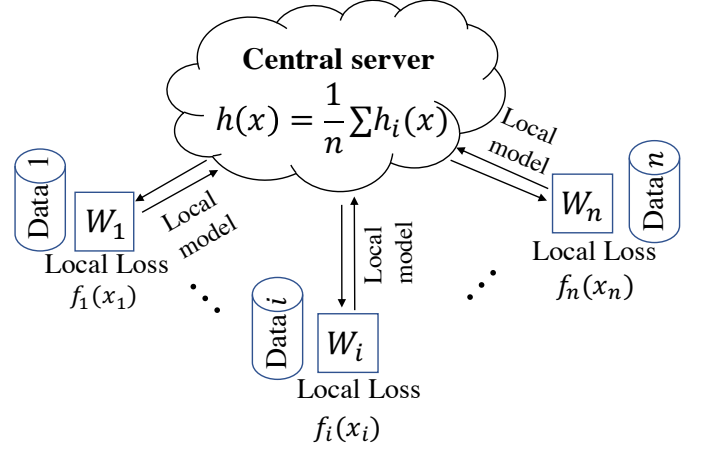 Central server
h(x) = 1/n ∑h_i(x)
Local
model
Data 1
W_1
Local
model
Local Loss
f_1(x_1)
Local
model
Data n
W_n
Local Loss
f_n(x_n)
Data i
W_i
Local Loss
f_i(x_i)